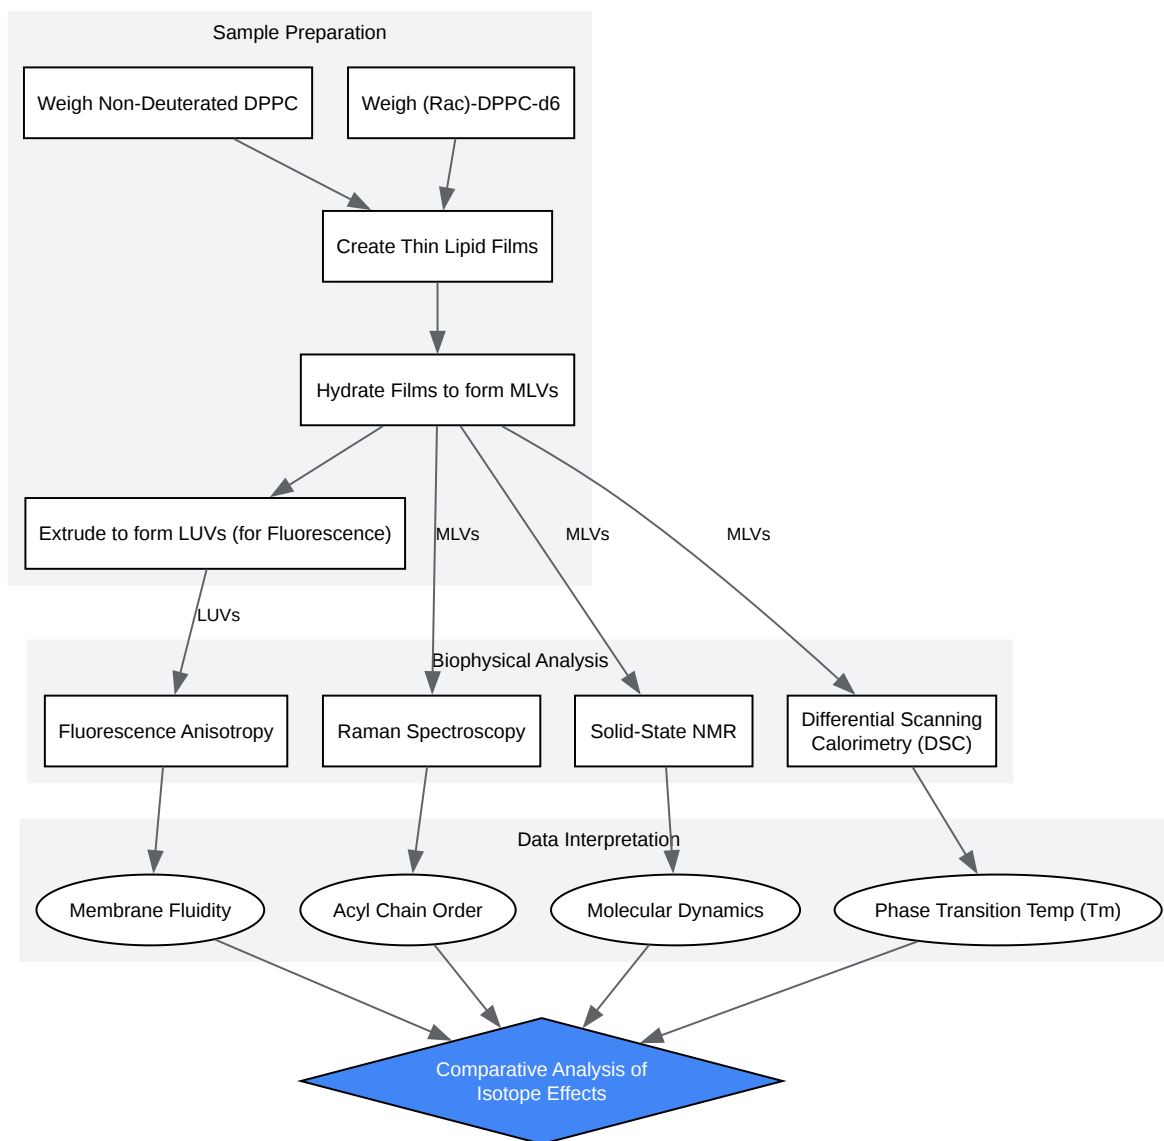 Sample Preparation
Weigh Non-Deuterated DPPC
Weigh (Rac)-DPPC-d6
Create Thin Lipid Films
Hydrate Films to form MLVs
Extrude to form LUVs (for Fluorescence)
MLVs
MLVs
MLVs
LUVs
Biophysical Analysis
Fluorescence Anisotropy
Raman Spectroscopy
Solid-State NMR
Differential Scanning
Calorimetry (DSC)
Data Interpretation
Membrane Fluidity
Acyl Chain Order
Molecular Dynamics
Phase Transition Temp (Tm)
Comparative Analysis of
Isotope Effects